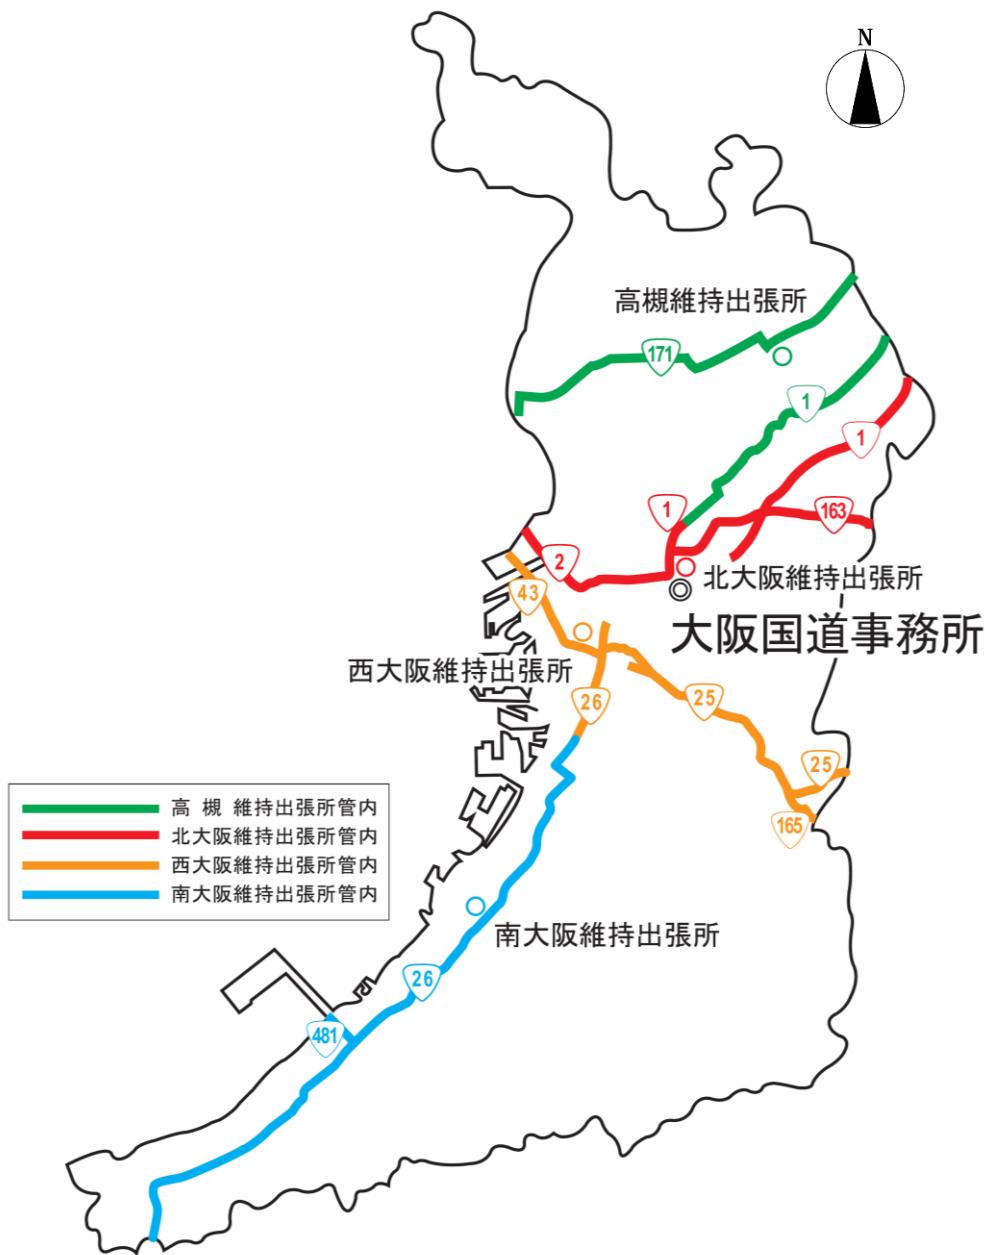 N
高槻維持出張所
171
1
1
1
163
2
北大阪維持出張所
43
大阪国道事務所
西大阪維持出張所
26
25
25
165
高 槻 維持出張所管内
北大阪維持出張所管内
西大阪維持出張所管内
南大阪維持出張所管内
南大阪維持出張所
26
481